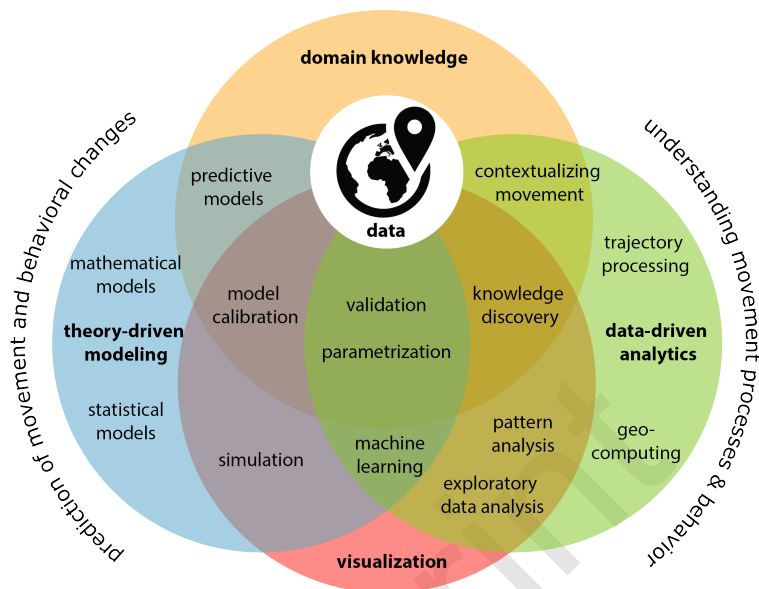 domain knowledge
prediction of movement and behavioral changes
understanding movement processes & behavior
predictive
models
contextualizing
movement
data
trajectory
processing
mathematical
models
model
calibration
validation
knowledge
discovery
theory-driven
modeling
parametrization
data-driven
analytics
statistical
models
pattern
analysis
geo-
computing
simulation
machine
learning
exploratory
data analysis
visualization